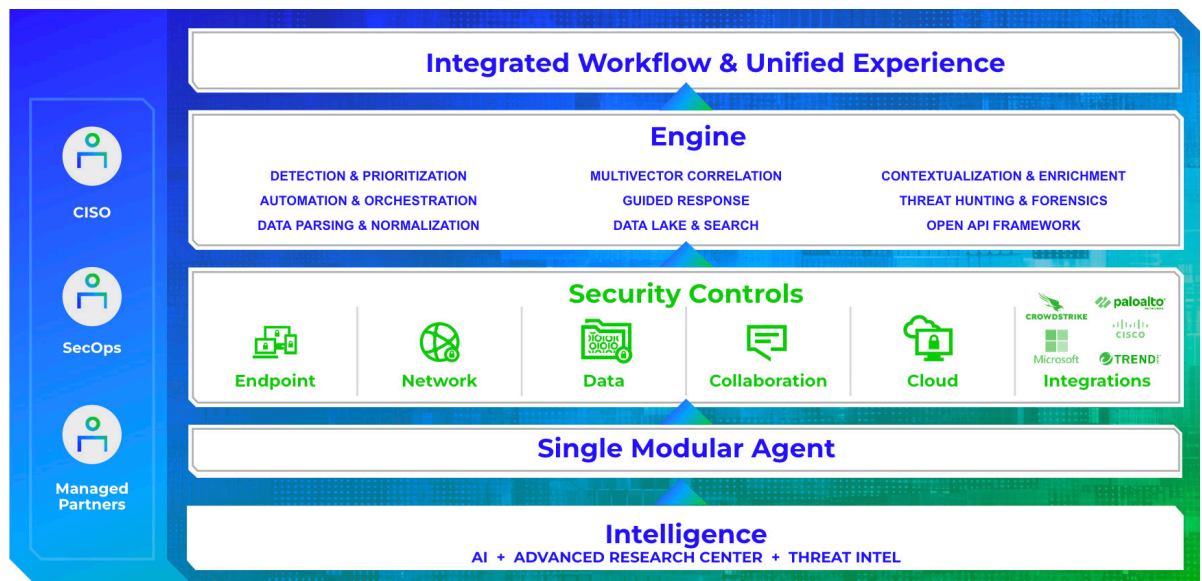 CISO
SecOps
Managed
Partners
Integrated Workflow & Unified Experience
Engine
DETECTION & PRIORITIZATION
MULTIVECTOR CORRELATION
CONTEXTUALIZATION & ENRICHMENT
AUTOMATION & ORCHESTRATION
GUIDED RESPONSE
THREAT HUNTING & FORENSICS
DATA PARSING & NORMALIZATION
DATA LAKE & SEARCH
OPEN API FRAMEWORK
Security Controls
Endpoint
Network
Data
Collaboration
Cloud
CROWDSTRIKE
paloalto
NETWORKS
CISCO
Microsoft
TREND
Integrations
Single Modular Agent
Intelligence
AI + ADVANCED RESEARCH CENTER + THREAT INTEL